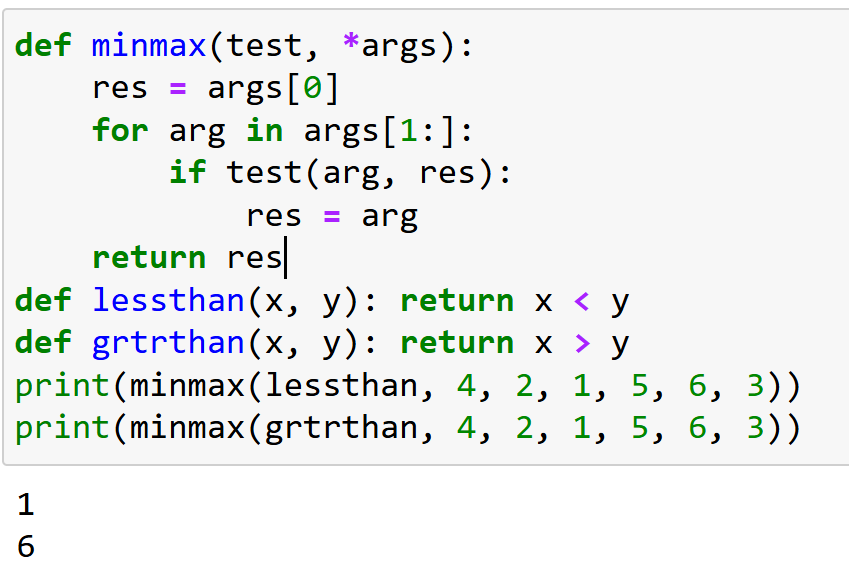 def minmax(test, *args):
    res = args[0]
    for arg in args[1:]:
        if test(arg, res):
            res = arg
    return res
def lessthan(x, y): return x < y
def grtrthan(x, y): return x > y
print(minmax(lessthan, 4, 2, 1, 5, 6, 3))
print(minmax(grtrthan, 4, 2, 1, 5, 6, 3))
1
6